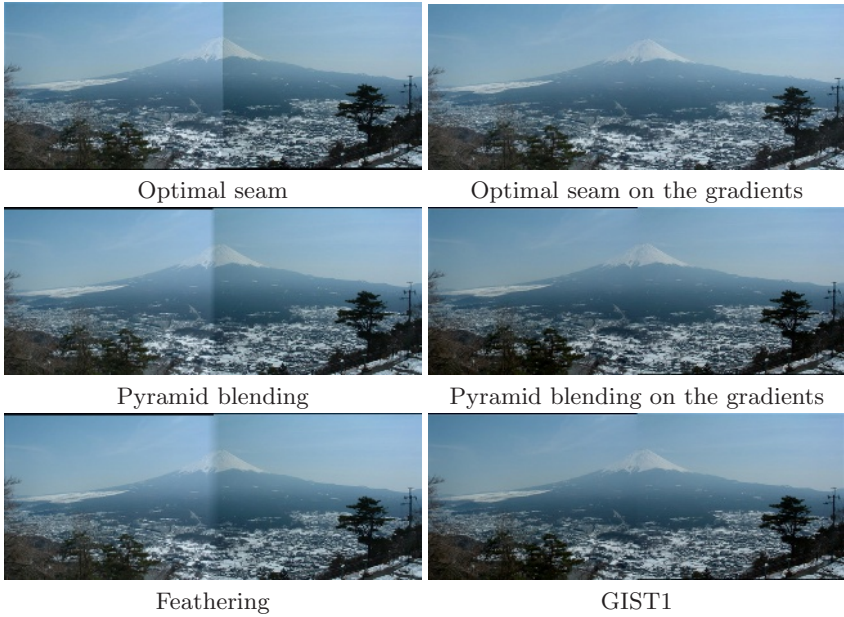 Optimal seam
Optimal seam on the gradients
Pyramid blending
Pyramid blending on the gradients
Feathering
GIST1